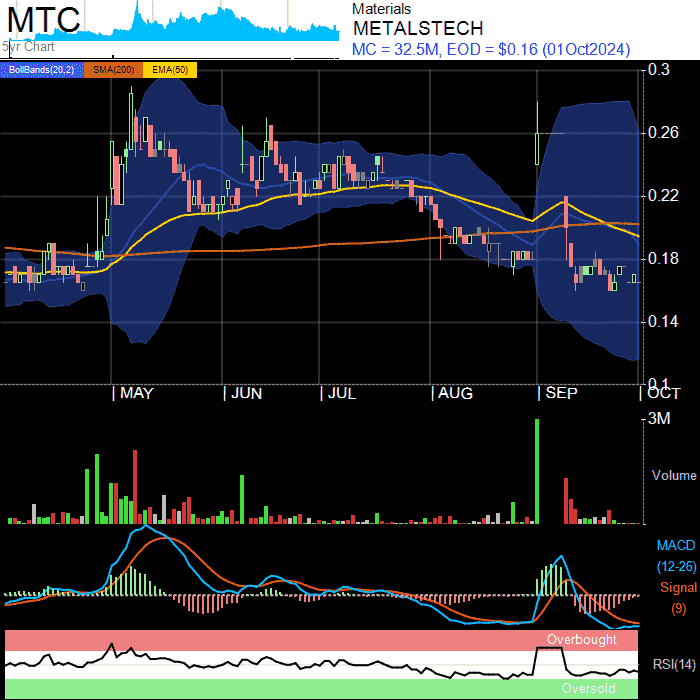 MTC
5yr Chart
Materials
METALSTECH
MC = 32.5M, EOD = $0.16 (01Oct2024)
BollBands(20,2) SMA(200) EMA(50)
0.3
0.26
0.22
0.18
0.14
0.1
MAY JUN JUL AUG SEP OCT
3M
Volume
MACD
(12-26)
Signal
(9)
Overbought
RSI(14)
Oversold